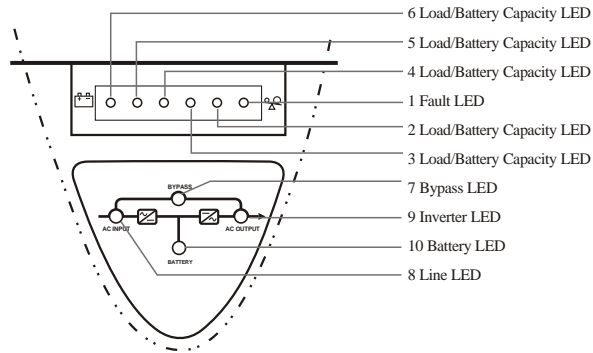 6 Load/Battery Capacity LED
5 Load/Battery Capacity LED
4 Load/Battery Capacity LED
1 Fault LED
2 Load/Battery Capacity LED
3 Load/Battery Capacity LED
7 Bypass LED
9 Inverter LED
10 Battery LED
8 Line LED
BYPASS
AC INPUT
AC OUTPUT
BATTERY